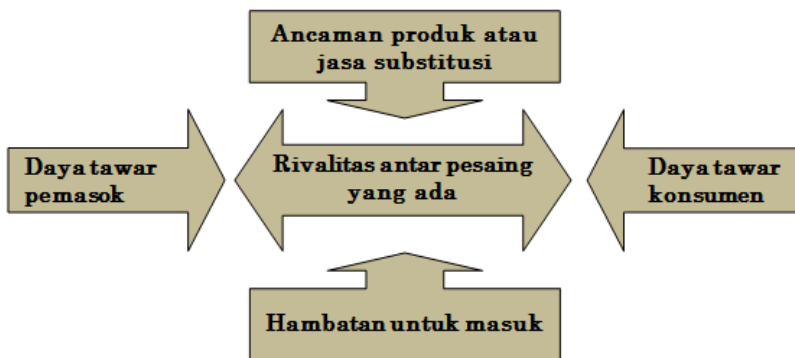 Ancaman produk atau
jasa substitusi
Daya tawar
pemasok
Rivalitas antar pesaing
yang ada
Daya tawar
konsumen
Hambatan untuk masuk